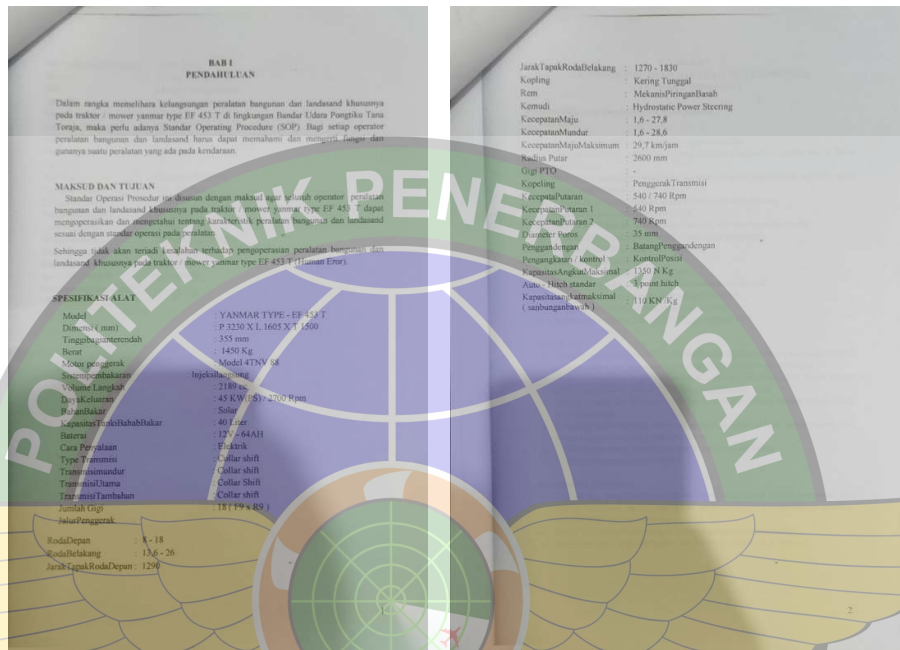 BAB I
PENDAHULUAN
Dalam rangka memelihara kelangsungan peralatan bangunan dan landasand khususnya
pada traktor / mower yanmar type EF 453 T di lingkungan Bandar Udara Pongtiku Tana
Toraja, maka perlu adanya Standar Operating Procedure (SOP). Bagi setiap operator
peralatan bangunan dan landasand harus dapat memahami dan mengerti fungsi dan
gunanya suatu peralatan yang ada pada kendaraan.
MAKSUD DAN TUJUAN
Standar Operasi Prosedur ini disusun dengan maksud agar seluruh operator peralatan
bangunan dan landasand khususnya pada traktor / mower yanmar type EF 453 T dapat
mengoperasikan dan mengetahui tentang karakteristik peralatan bangunan dan landasand
sesuai dengan standar operasi pada peralatan.
Sehingga tidak akan terjadi kesalahan terhadap pengoperasian peralatan bangunan dan
landasand khususnya pada traktor / mower yanmar type EF 453 T (Human Eror).
SPESIFIKASI ALAT
Model : YANMAR TYPE - EF 453 T
Dimensi ( mm) : P 3230 X L 1605 X T 1500
Tinggibagianterendah : 355 mm
Berat : 1450 Kg
Motor penggerak : Model 4TNV 88
Sistempembakaran : Injeksilangsung
Volume Langkah : 2189 cc
DayaKeluaran : 45 KW(PS) / 2700 Rpm
BahanBakar : Solar
KapasitasTankiBahabBakar : 40 Liter
Baterai : 12V - 64AH
Cara Penyalaan : Elektrik
Type Transmisi : Collar shift
Transmisimundur : Collar shift
TransmisiUtama : Collar Shift
TransmisiTambahan : Collar shift
Jumlah Gigi : 18 ( F9 x R9 )
JalurPenggerak
RodaDepan : 8 - 18
RodaBelakang : 13,6 - 26
JarakTapakRodaDepan : 1290
1
JarakTapakRodaBelakang : 1270 - 1830
Kopling : Kering Tunggal
Rem : MekanisPiringanBasah
Kemudi : Hydrostatic Power Steering
KecepatanMaju : 1,6 - 27,8
KecepatanMundur : 1,6 - 28,6
KecepatanMajuMaksimum : 29,7 km/jam
Radius Putar : 2600 mm
Gigi PTO : -
Kopeling : PenggerakTransmisi
KecepatalPutaran : 540 / 740 Rpm
KecepatanPutaran 1 : 540 Rpm
KecepatanPutaran 2 : 740 Rpm
Diameter Poros : 35 mm
Penggandengan : BatangPenggandengan
Pengangkatan / kontrol : KontrolPosisi
KapasitasAngkutMaksimal : 1350 N Kg
Auto - Hitch standar : 3 point hitch
Kapasitasangkatmaksimal : 110 KN /Kg
( sanbunganbawah )
2
POLITEKNIK PENERBANGAN